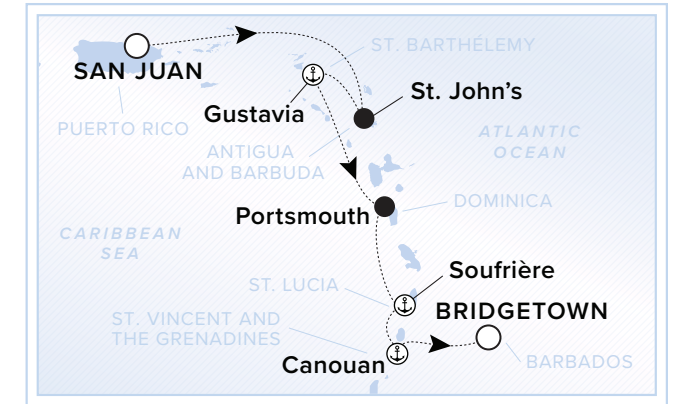 ST. BARTHÉLEMY
SAN JUAN
St. John's
Gustavia
PUERTO RICO
ATLANTIC
OCEAN
ANTIGUA
AND BARBUDA
DOMINICA
Portsmouth
CARIBBEAN
SEA
Soufrière
ST. LUCIA
BRIDGETOWN
ST. VINCENT AND
THE GRENADINES
Canouan
BARBADOS